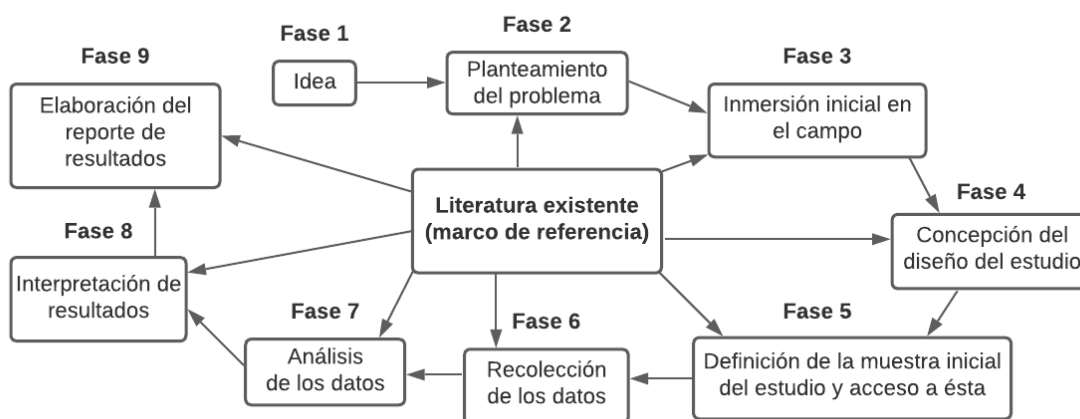 Fase 1
Idea
Fase 2
Planteamiento
del problema
Fase 3
Inmersión inicial en
el campo
Fase 4
Concepción del
diseño del estudio
Fase 5
Definición de la muestra inicial
del estudio y acceso a ésta
Fase 6
Recolección
de los datos
Fase 7
Análisis
de los datos
Fase 8
Interpretación de
resultados
Fase 9
Elaboración del
reporte de
resultados
Literatura existente
(marco de referencia)